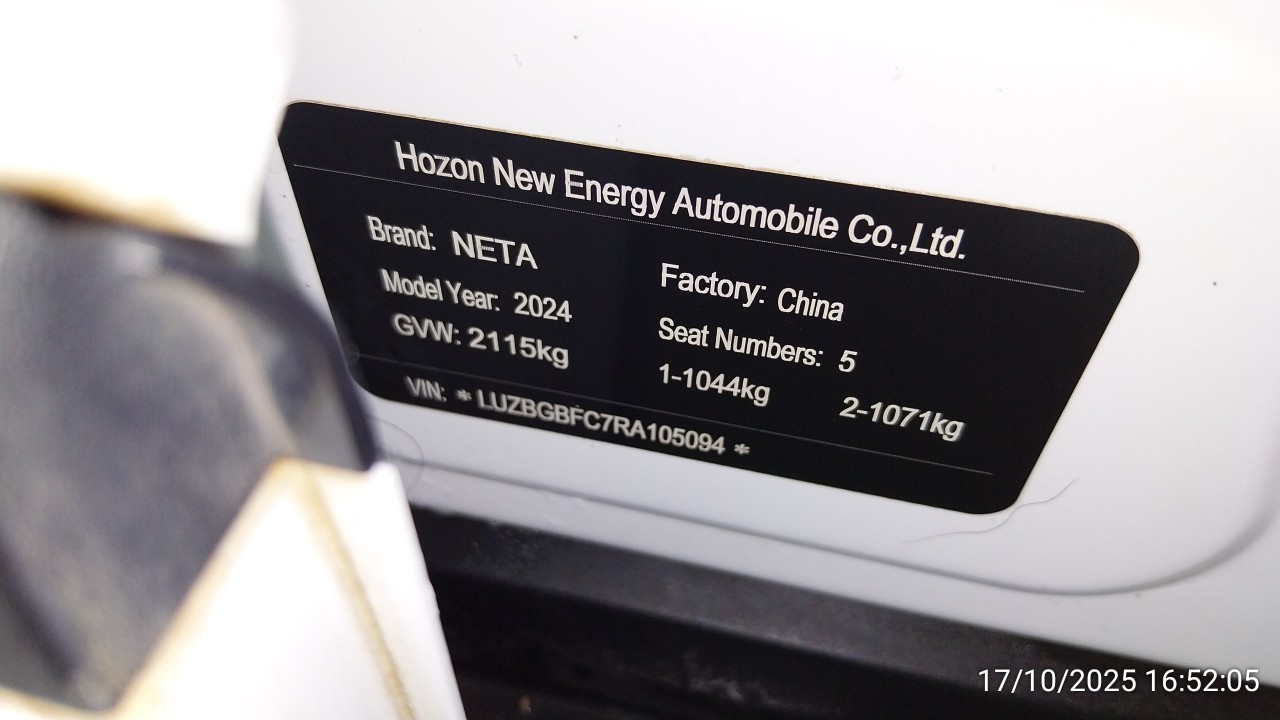 Hozon New Energy Automobile Co.,Ltd.
Brand: NETA
Factory: China
Model Year: 2024
Seat Numbers: 5
GVW: 2115kg
1-1044kg 2-1071kg
VIN: * LUZBGBFC7RA105094 *
17/10/2025 16:52:05